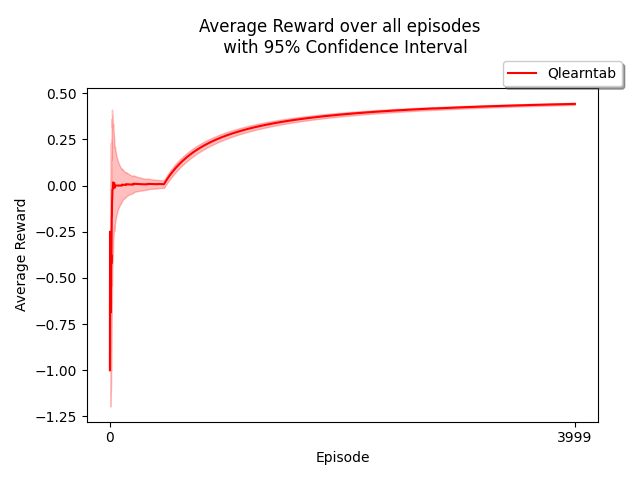 Average Reward over all episodes
with 95% Confidence Interval
Qlearntab
Average Reward
0.50
0.25
0.00
−0.25
−0.50
−0.75
−1.00
−1.25
0
3999
Episode